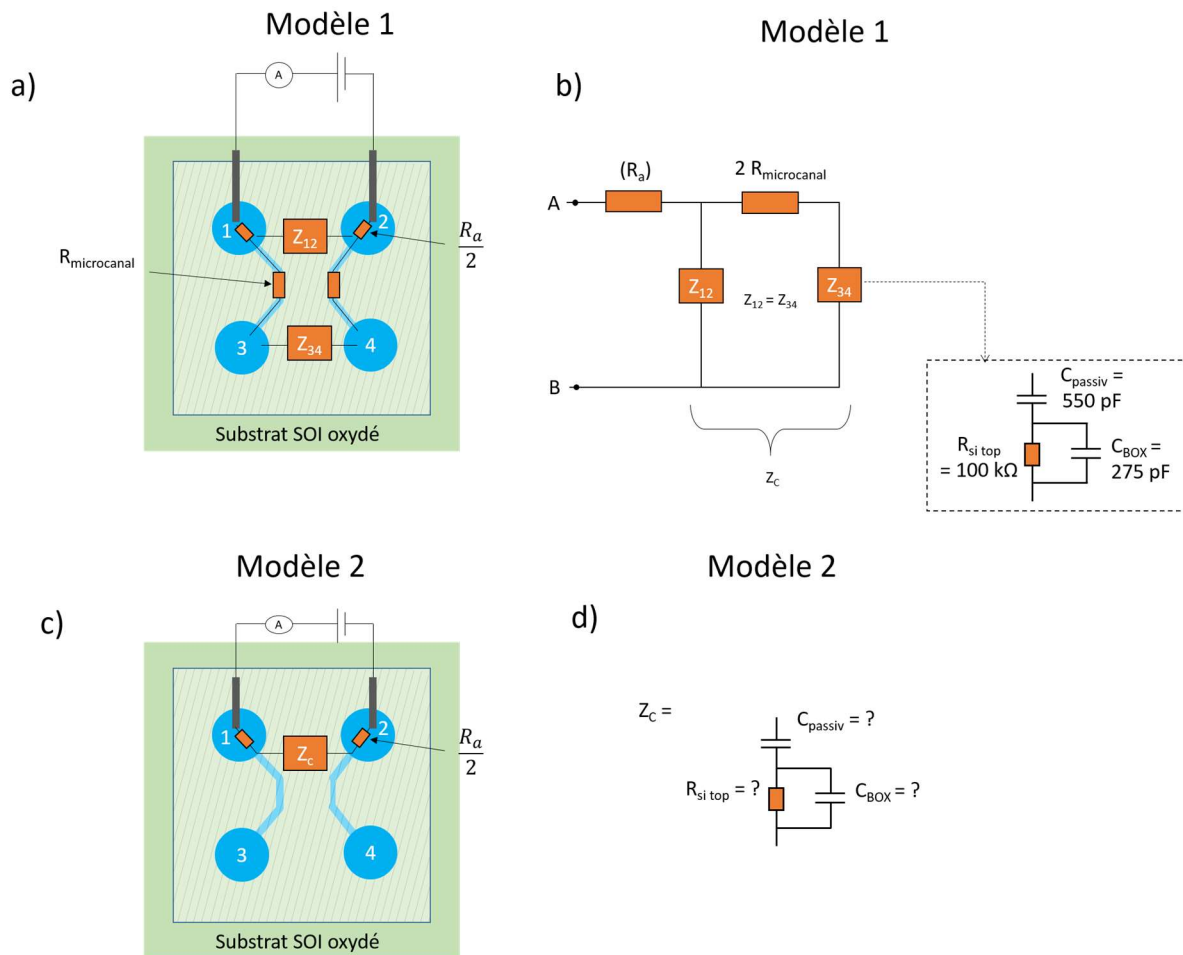 Modèle 1
a)
A
1
2
Z12
Ra
2
Rmicrocanal
Z34
3
4
Substrat SOI oxydé
Modèle 1
b)
(Ra)
2 Rmicrocanal
A
Z12
Z12 = Z34
Z34
B
Zc
Cpassiv =
550 pF
Rsi top
= 100 kΩ
CBOX =
275 pF
Modèle 2
c)
A
1
2
Zc
Ra
2
3
4
Substrat SOI oxydé
Modèle 2
d)
ZC =
Cpassiv = ?
Rsi top = ?
CBOX = ?